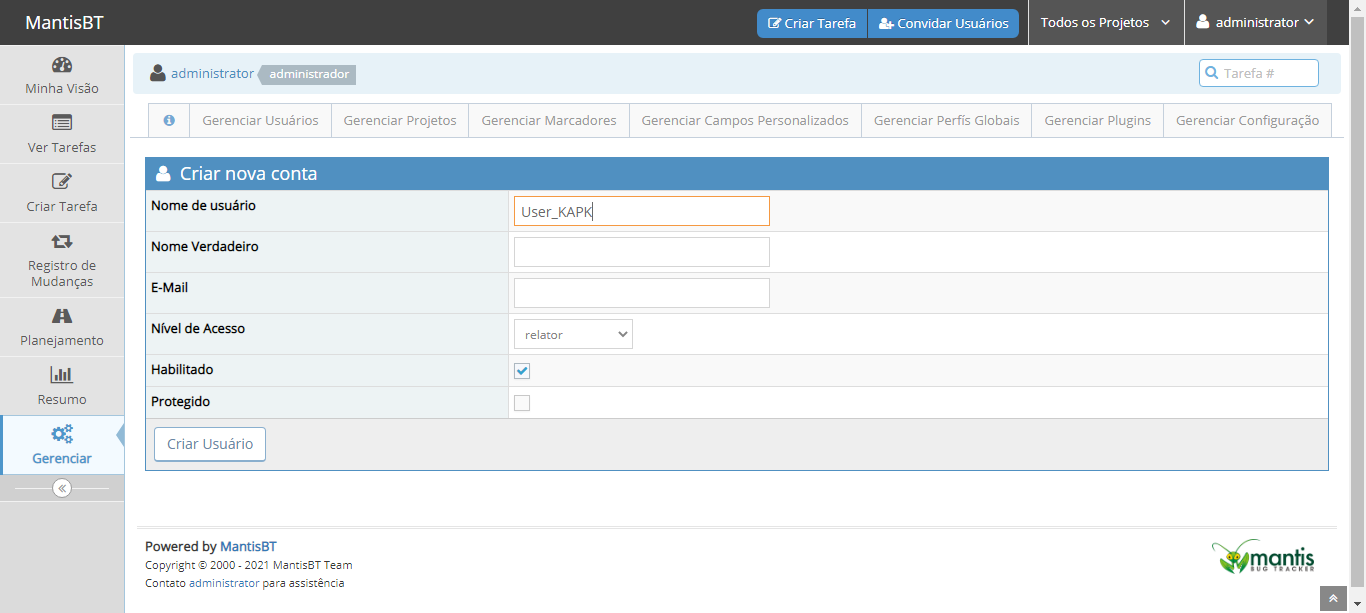 MantisBT
Criar Tarefa
Convidar Usuários
Todos os Projetos
administrator
Minha Visão
Ver Tarefas
Criar Tarefa
Registro de
Mudanças
Planejamento
Resumo
Gerenciar
administrator
administrador
Tarefa #
Gerenciar Usuários
Gerenciar Projetos
Gerenciar Marcadores
Gerenciar Campos Personalizados
Gerenciar Perfís Globais
Gerenciar Plugins
Gerenciar Configuração
Criar nova conta
Nome de usuário
User_KAPK
Nome Verdadeiro
E-Mail
Nível de Acesso
relator
Habilitado
Protegido
Criar Usuário
Powered by MantisBT
Copyright © 2000 - 2021 MantisBT Team
Contato administrator para assistência
mantis
BUG TRACKER